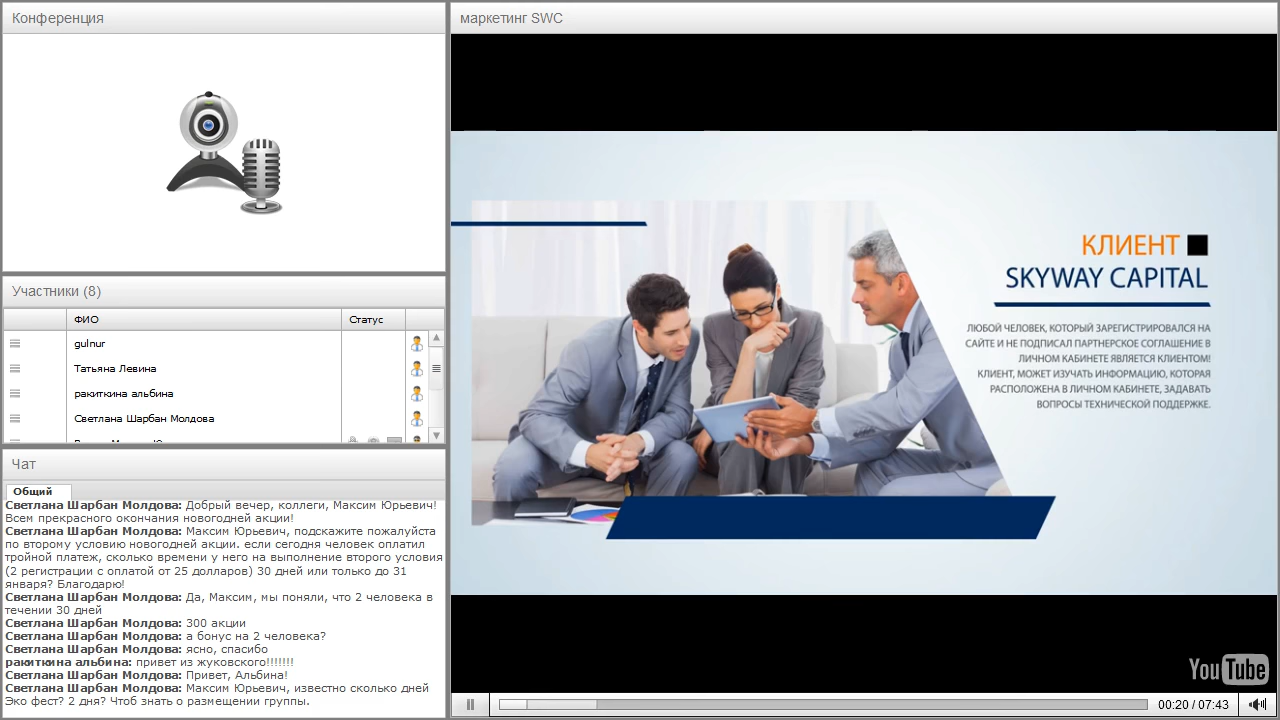 Конференция
Участники (8)
ФИО
Статус
gulnur
Татьяна Левина
ракиткина альбина
Светлана Шарбан Молдова
Чат
Общий
Светлана Шарбан Молдова: Добрый вечер, коллеги, Максим Юрьевич!
Всем прекрасного окончания новогодней акции!
Светлана Шарбан Молдова: Максим Юрьевич, подскажите пожалуйста
по второму условию новогодней акции. если сегодня человек оплатил
тройной платеж, сколько времени у него на выполнение второго условия
(2 регистрации с оплатой от 25 долларов) 30 дней или только до 31
января? Благодарю!
Светлана Шарбан Молдова: Да, Максим, мы поняли, что 2 человека в
течении 30 дней
Светлана Шарбан Молдова: 300 акции
Светлана Шарбан Молдова: а бонус на 2 человека?
Светлана Шарбан Молдова: ясно, спасибо
ракиткина альбина: привет из жуковского!!!!!!!
Светлана Шарбан Молдова: Привет, Альбина!
Светлана Шарбан Молдова: Максим Юрьевич, известно сколько дней
Эко фест? 2 дня? Чтоб знать о размещении группы.
маркетинг SWC
КЛИЕНТ
SKYWAY CAPITAL
ЛЮБОЙ ЧЕЛОВЕК, КОТОРЫЙ ЗАРЕГИСТРИРОВАЛСЯ НА
САЙТЕ И НЕ ПОДПИСАЛ ПАРТНЕРСКОЕ СОГЛАШЕНИЕ В
ЛИЧНОМ КАБИНЕТЕ ЯВЛЯЕТСЯ КЛИЕНТОМ!
КЛИЕНТ, МОЖЕТ ИЗУЧАТЬ ИНФОРМАЦИЮ, КОТОРАЯ
РАСПОЛОЖЕНА В ЛИЧНОМ КАБИНЕТЕ, ЗАДАВАТЬ
ВОПРОСЫ ТЕХНИЧЕСКОЙ ПОДДЕРЖКЕ.
YouTube
00:20 / 07:43